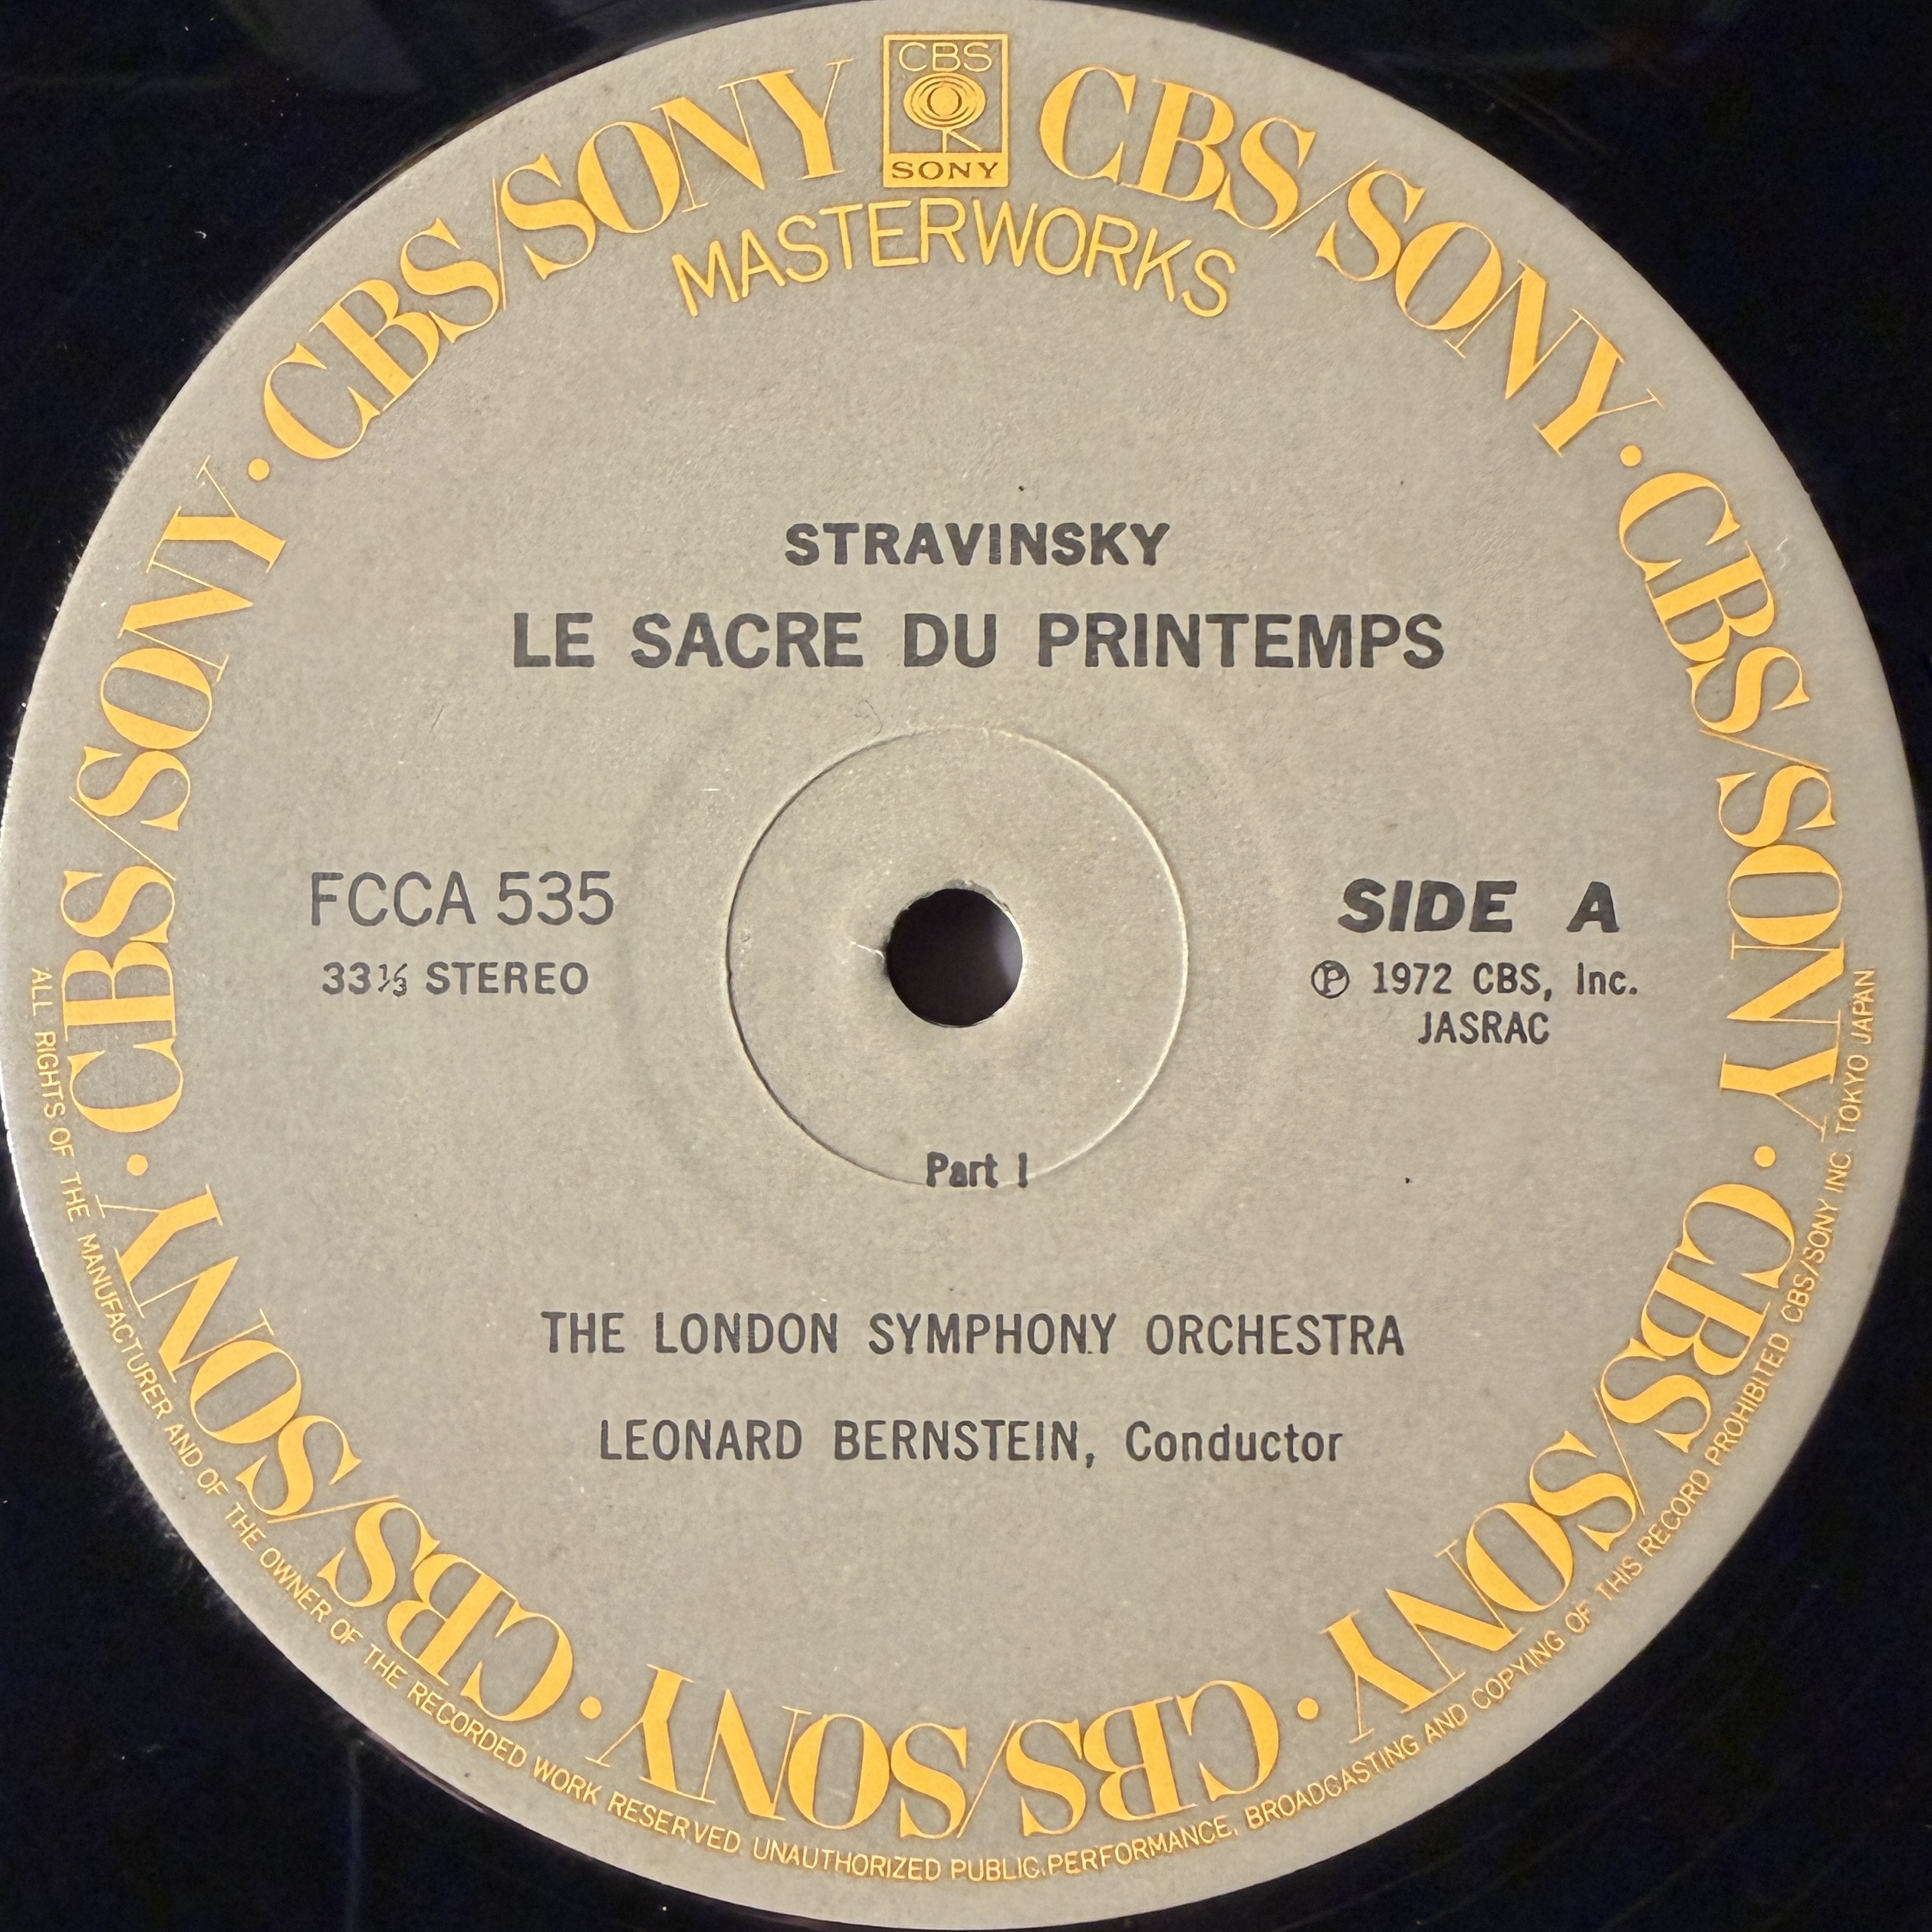 CBS
SONY
CBS/SONY · CBS/SONY · CBS/SONY · CBS/SONY · CBS/SONY · CBS/SONY · CBS/SONY · CBS/SONY
MASTERWORKS
STRAVINSKY
LE SACRE DU PRINTEMPS
FCCA 535
33⅓ STEREO
SIDE A
Ⓟ 1972 CBS, Inc.
JASRAC
Part I
THE LONDON SYMPHONY ORCHESTRA
LEONARD BERNSTEIN, Conductor
ALL RIGHTS OF THE MANUFACTURER AND OF THE OWNER OF THE RECORDED WORK RESERVED. UNAUTHORIZED PUBLIC PERFORMANCE, BROADCASTING AND COPYING OF THIS RECORD PROHIBITED. CBS/SONY INC. TOKYO JAPAN